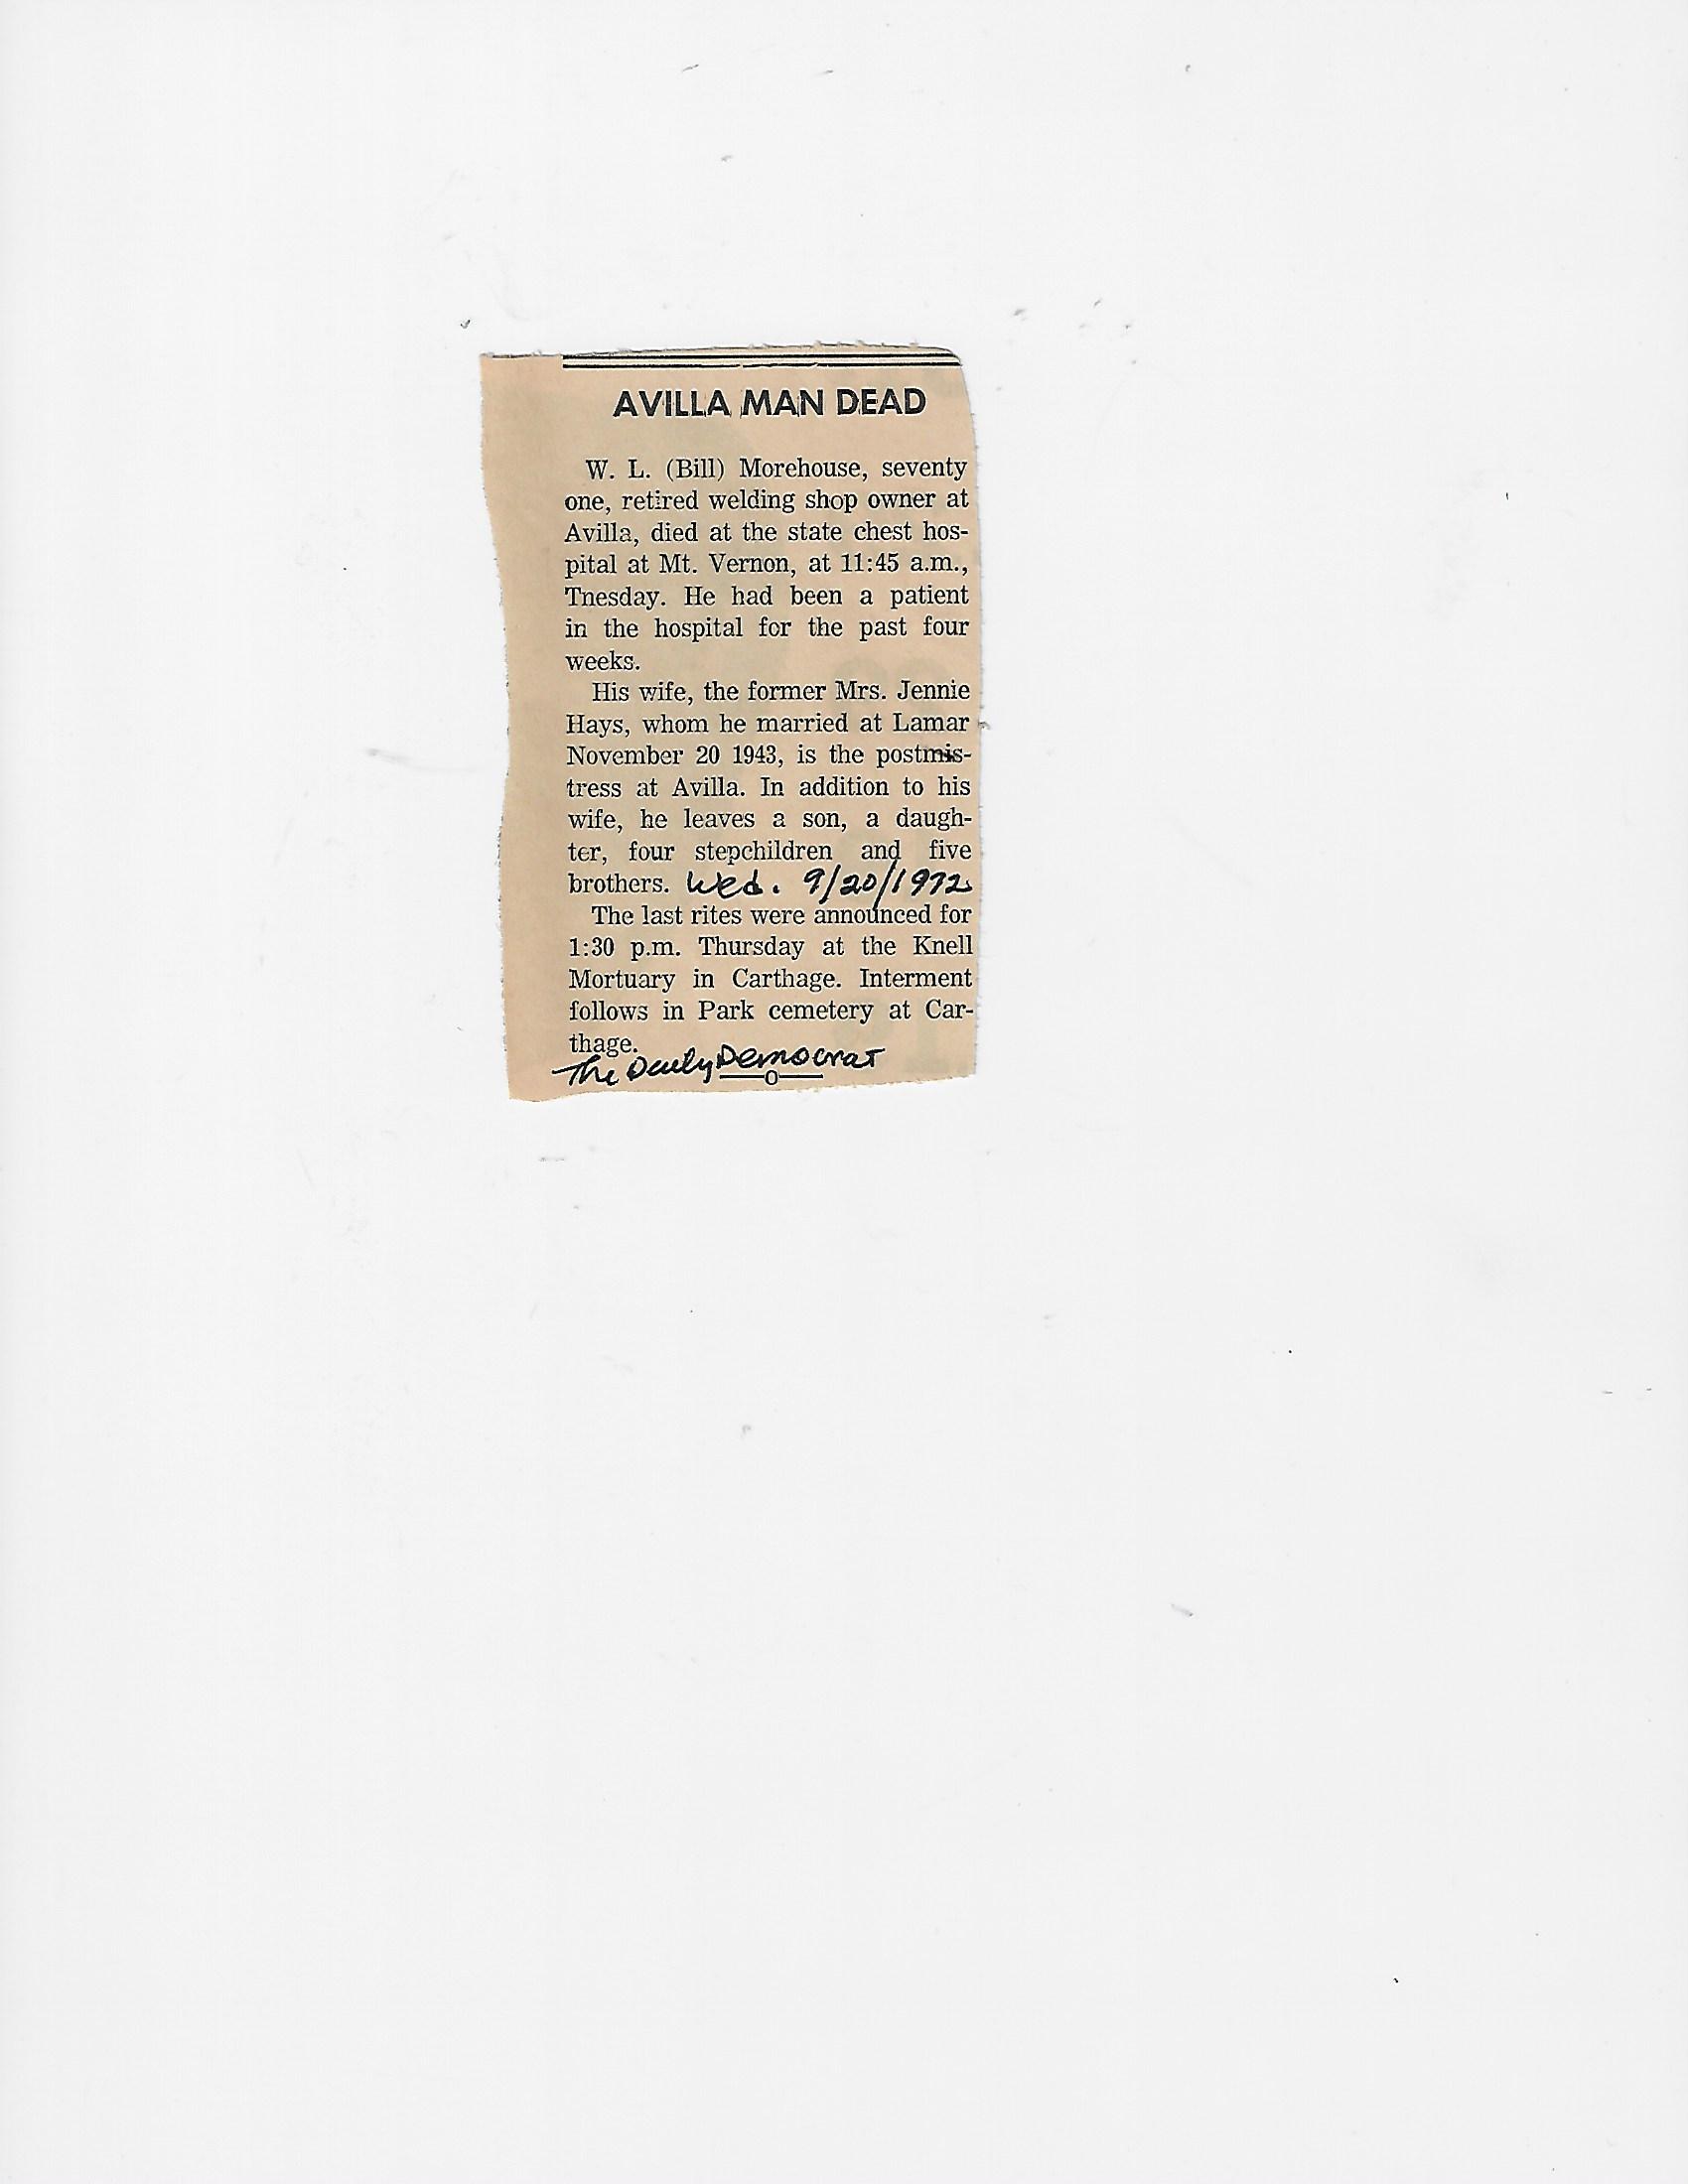 AVILLA MAN DEAD
W. L. (Bill) Morehouse, seventy
one, retired welding shop owner at
Avilla, died at the state chest hos-
pital at Mt. Vernon, at 11:45 a.m.,
Tnesday. He had been a patient
in the hospital for the past four
weeks.
His wife, the former Mrs. Jennie
Hays, whom he married at Lamar
November 20 1943, is the postmis-
tress at Avilla. In addition to his
wife, he leaves a son, a daugh-
ter, four stepchildren and five
brothers. Wed. 9/20/1972
The last rites were announced for
1:30 p.m. Thursday at the Knell
Mortuary in Carthage. Interment
follows in Park cemetery at Car-
thage.
The Daily Democrat